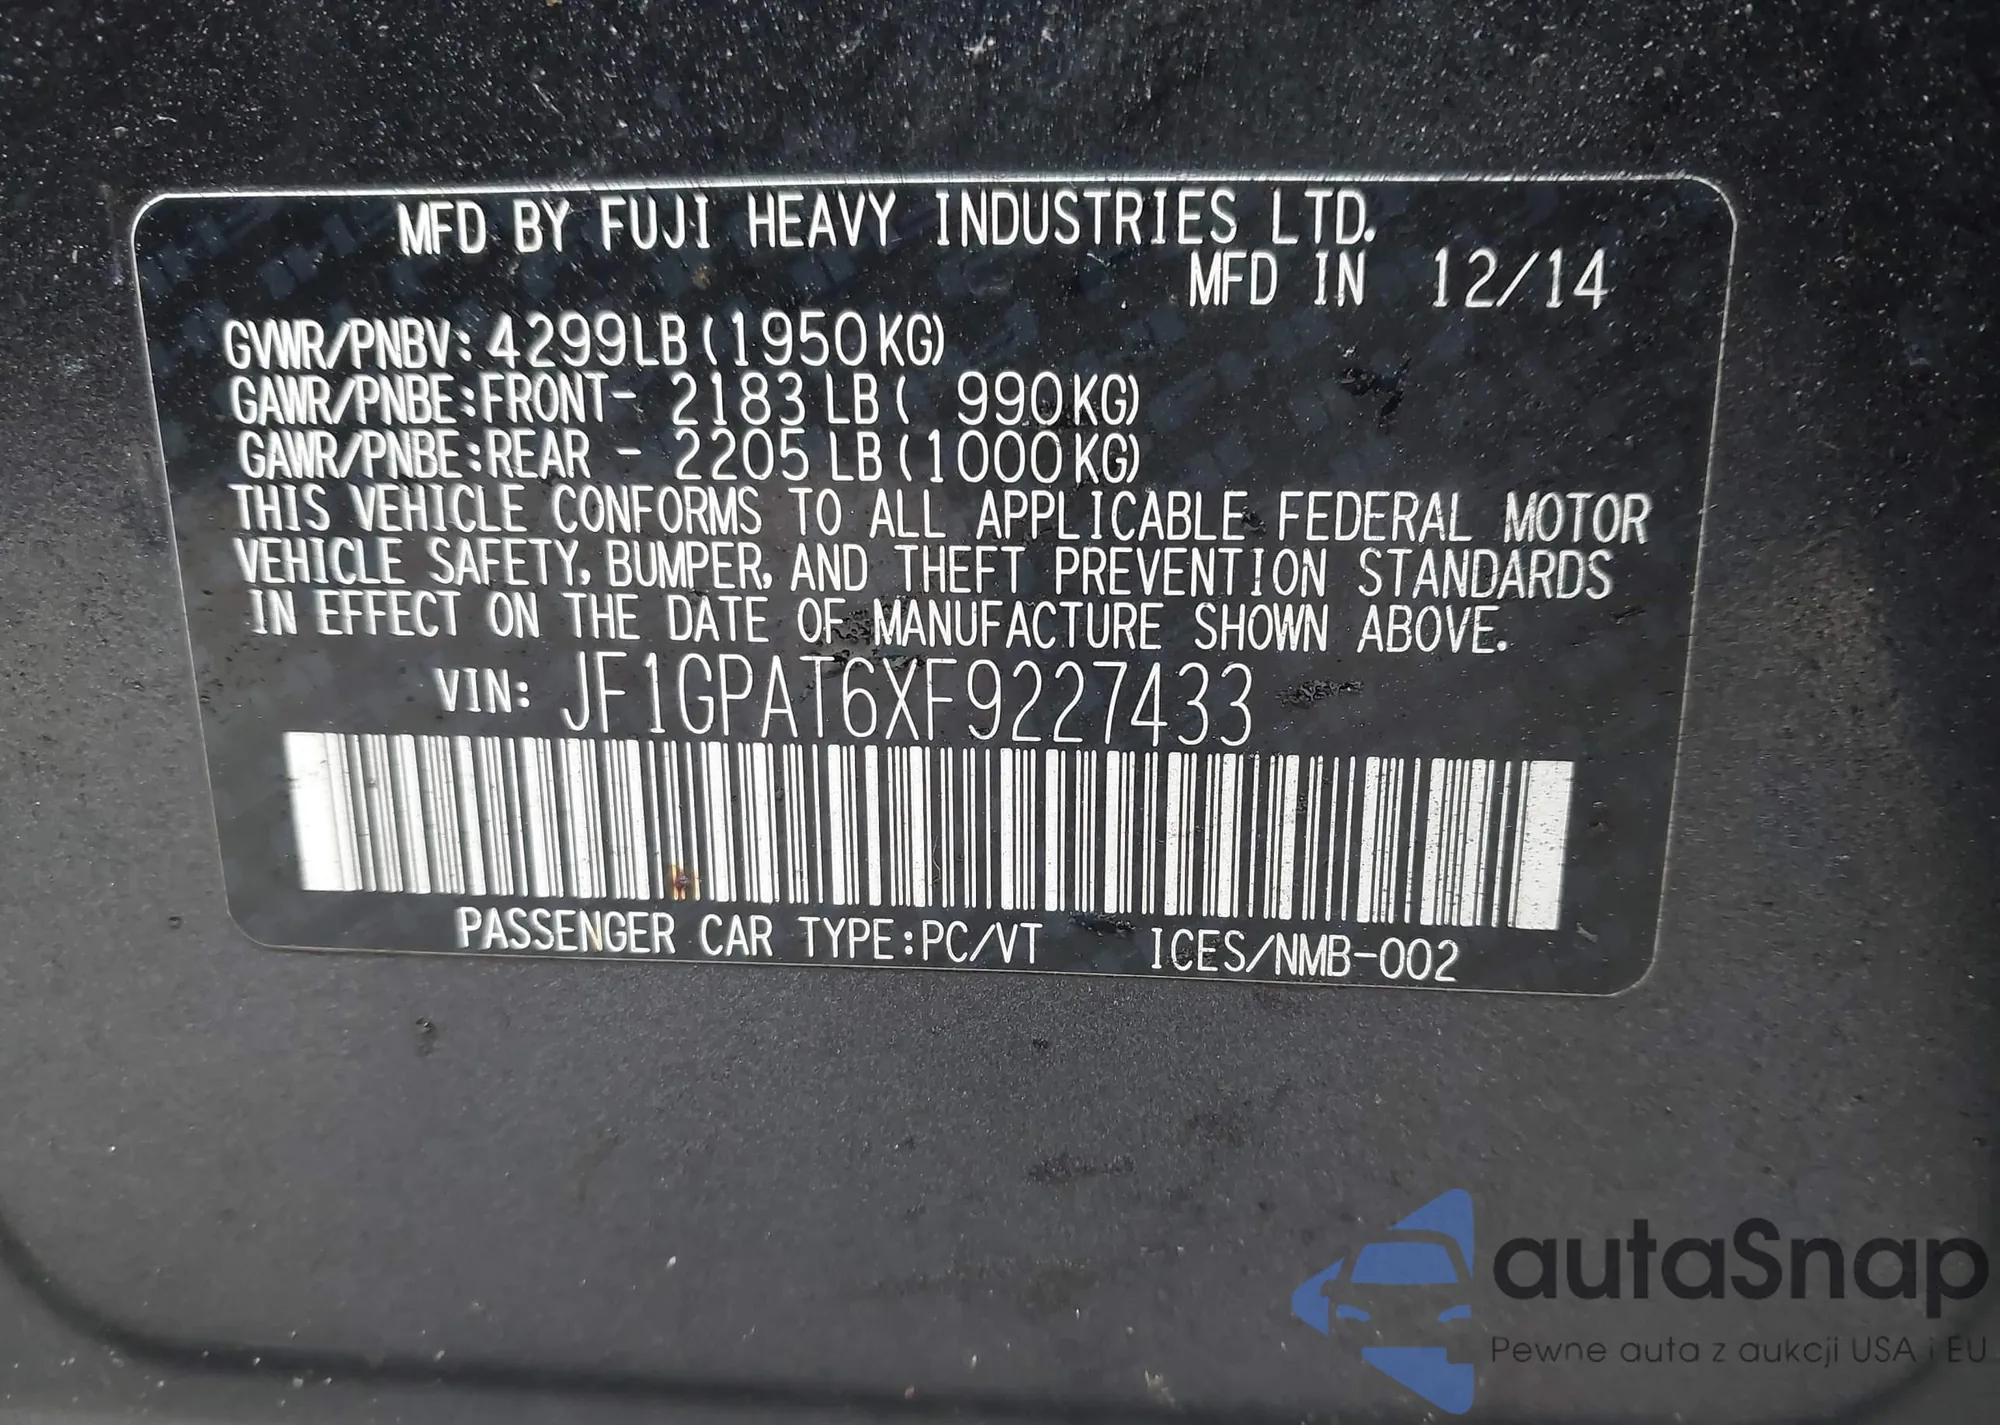 MFD BY FUJI HEAVY INDUSTRIES LTD.
MFD IN 12/14
GVWR/PNBV: 4299LB (1950KG)
GAWR/PNBE: FRONT- 2183 LB ( 990KG)
GAWR/PNBE: REAR - 2205 LB (1000KG)
THIS VEHICLE CONFORMS TO ALL APPLICABLE FEDERAL MOTOR
VEHICLE SAFETY, BUMPER, AND THEFT PREVENTION STANDARDS
IN EFFECT ON THE DATE OF MANUFACTURE SHOWN ABOVE.
VIN: JF1GPAT6XF9227433
PASSENGER CAR TYPE:PC/VT ICES/NMB-002
autaSnap
Pewne auta z aukcji USA i EU